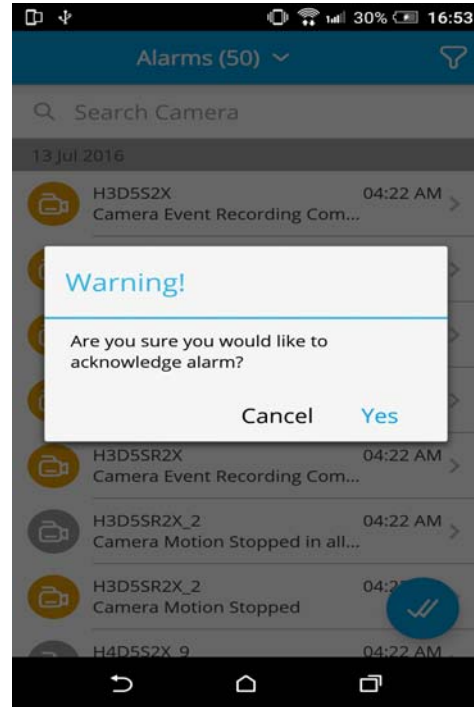 30% 16:53
Alarms (50)
Search Camera
13 Jul 2016
H3D5S2X 04:22 AM
Camera Event Recording Com...
Warning!
Are you sure you would like to
acknowledge alarm?
Cancel Yes
H3D5SR2X 04:22 AM
Camera Event Recording Com...
H3D5SR2X_2 04:22 AM
Camera Motion Stopped in all...
H3D5SR2X_2
Camera Motion Stopped
H4D5S2X_9 04:22 AM